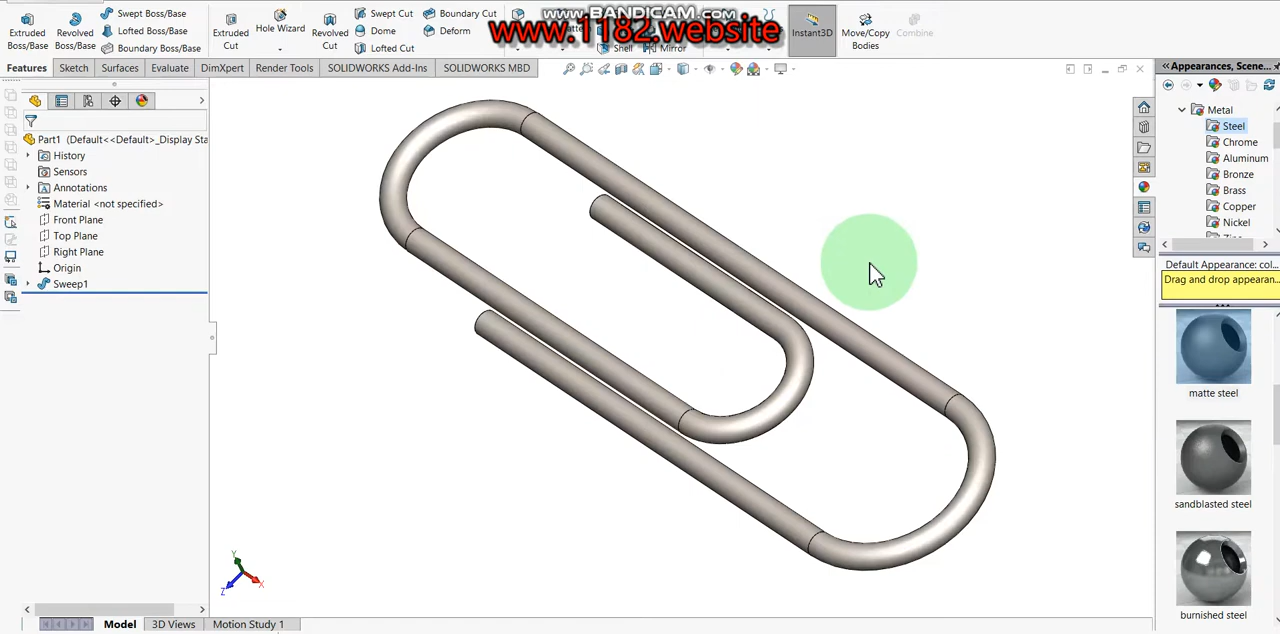 www.BANDICAM.com
www.1182.website
Extruded Boss/Base
Revolved Boss/Base
Swept Boss/Base
Lofted Boss/Base
Boundary Boss/Base
Extruded Cut
Hole Wizard
Revolved Cut
Swept Cut
Dome
Lofted Cut
Boundary Cut
Deform
Shell
Mirror
Instant3D
Move/Copy Bodies
Combine
Features
Sketch
Surfaces
Evaluate
DimXpert
Render Tools
SOLIDWORKS Add-Ins
SOLIDWORKS MBD
Part1 (Default<<Default>_Display Sta
History
Sensors
Annotations
Material <not specified>
Front Plane
Top Plane
Right Plane
Origin
Sweep1
Y
Z
X
Appearances, Scene...
Metal
Steel
Chrome
Aluminum
Bronze
Brass
Copper
Nickel
Default Appearance: col...
Drag and drop appearan...
matte steel
sandblasted steel
burnished steel
Model
3D Views
Motion Study 1